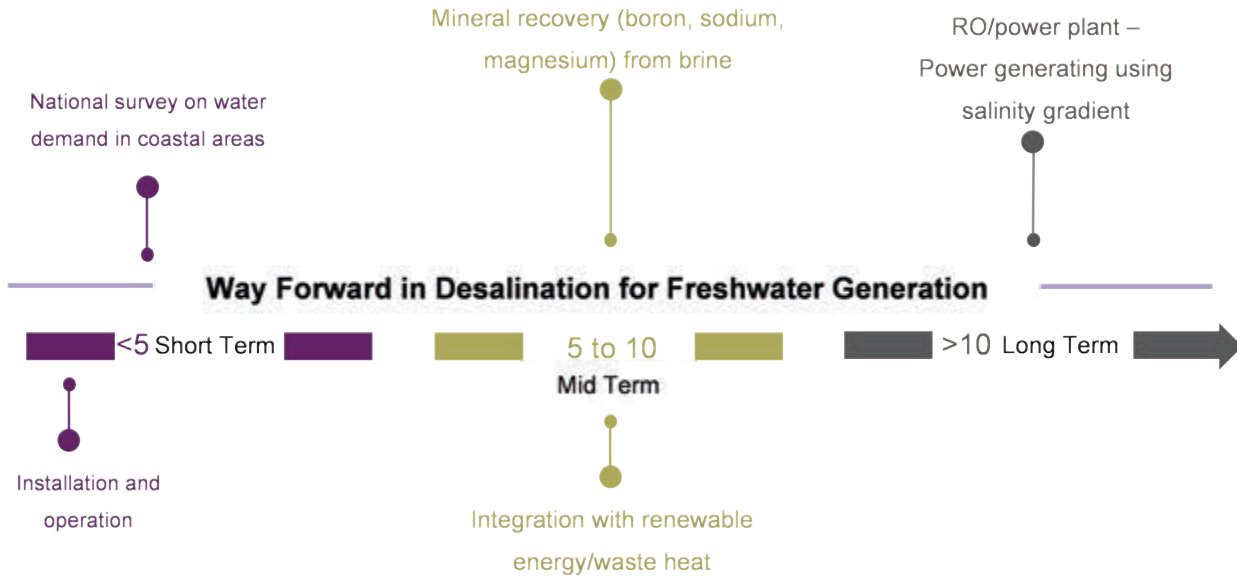 Mineral recovery (boron, sodium,
magnesium) from brine
RO/power plant –
Power generating using
salinity gradient
National survey on water
demand in coastal areas
Way Forward in Desalination for Freshwater Generation
<5 Short Term
5 to 10
Mid Term
>10 Long Term
Installation and
operation
Integration with renewable
energy/waste heat